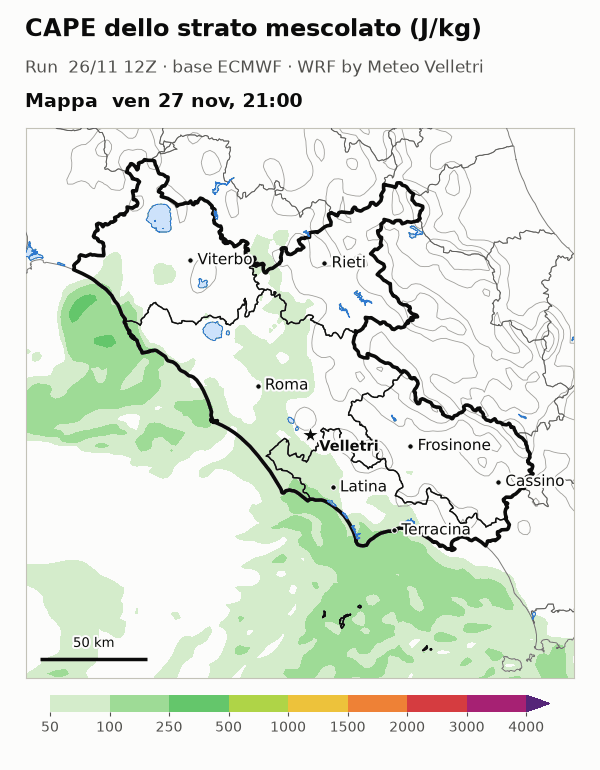 CAPE dello strato mescolato (J/kg)
Run  26/11 12Z · base ECMWF · WRF by Meteo Velletri
Mappa  ven 27 nov, 21:00
Viterbo
Rieti
Roma
Velletri
Frosinone
Cassino
Latina
Terracina
50 km
50 100 250 500 1000 1500 2000 3000 4000